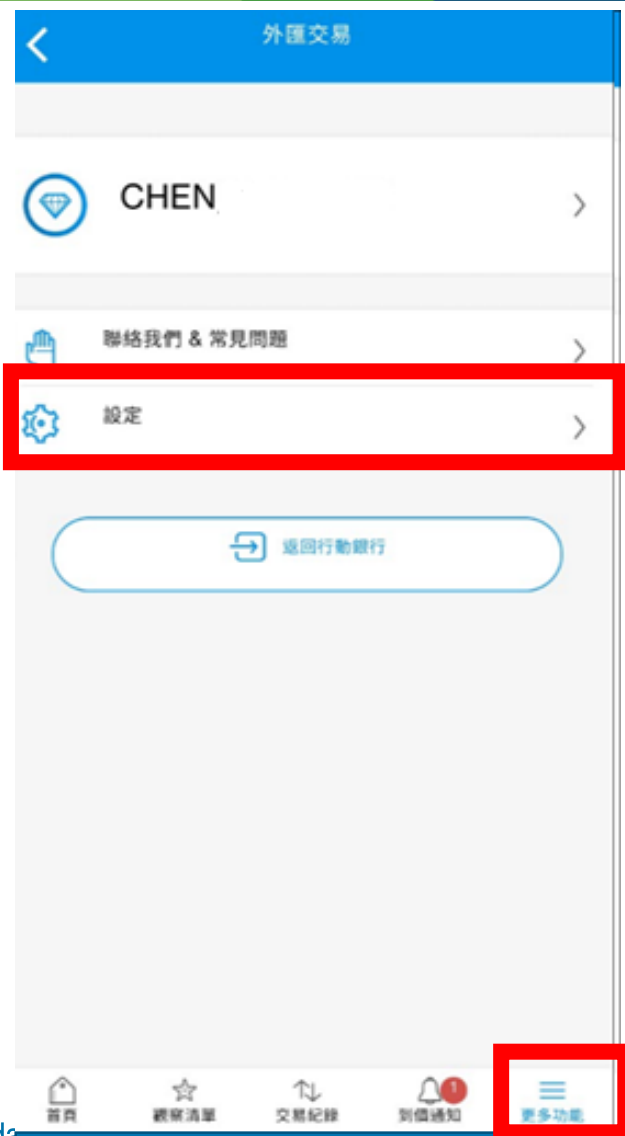 外匯交易
CHEN
聯絡我們 & 常見問題
設定
返回行動銀行
1
首頁
觀察清單
交易紀錄
到價通知
更多功能